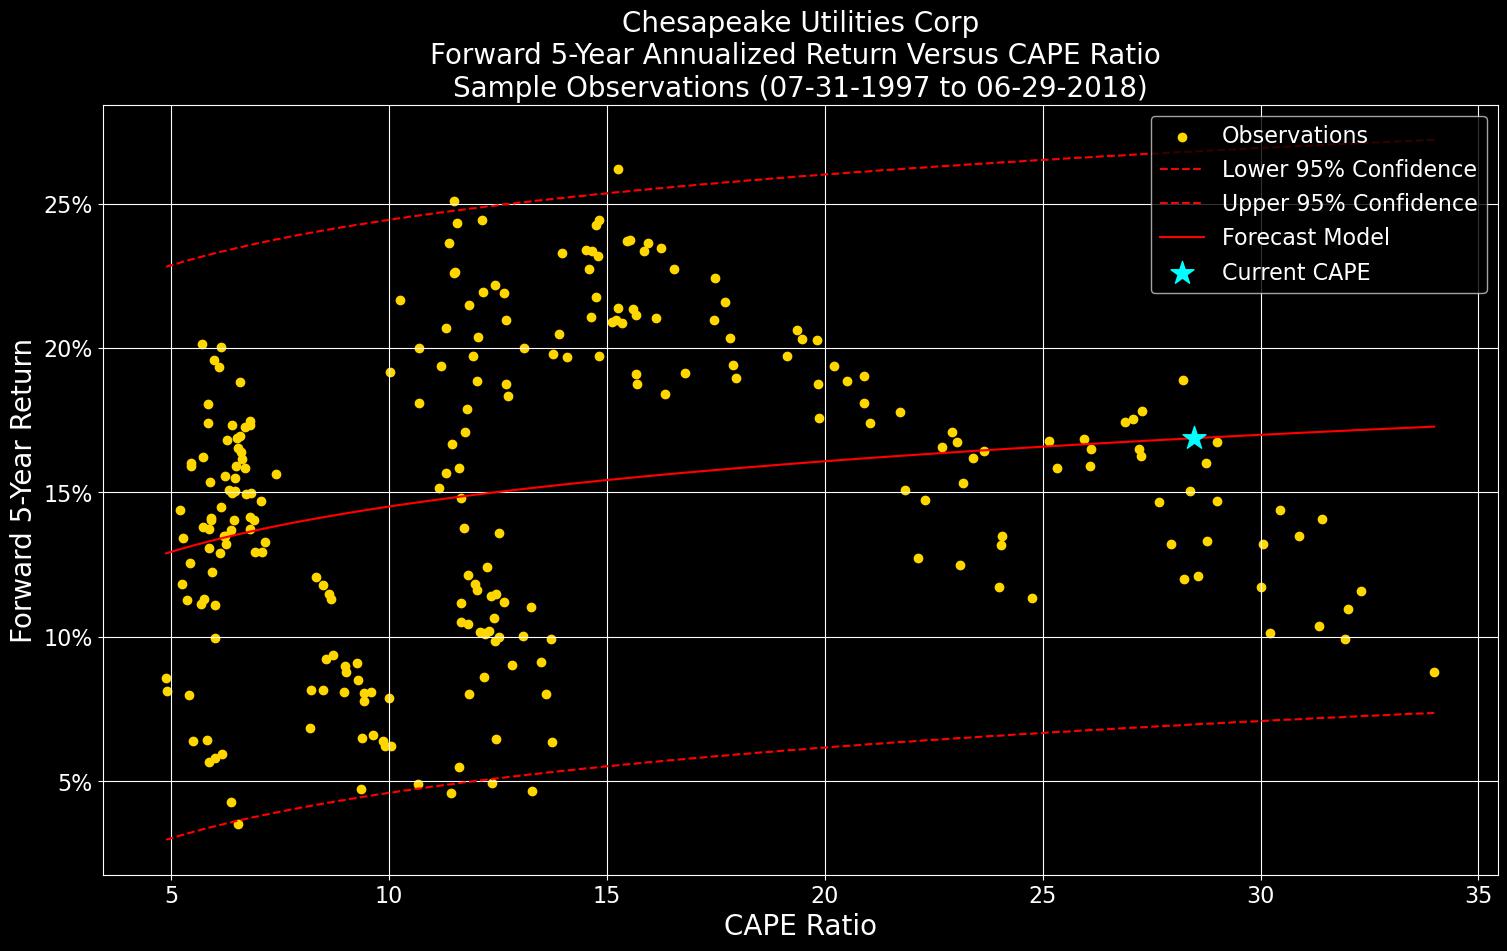 Chesapeake Utilities Corp
Forward 5-Year Annualized Return Versus CAPE Ratio
Sample Observations (07-31-1997 to 06-29-2018)
Observations
Lower 95% Confidence
Upper 95% Confidence
Forecast Model
Current CAPE
Forward 5-Year Return
25%
20%
15%
10%
5%
5 10 15 20 25 30 35
CAPE Ratio